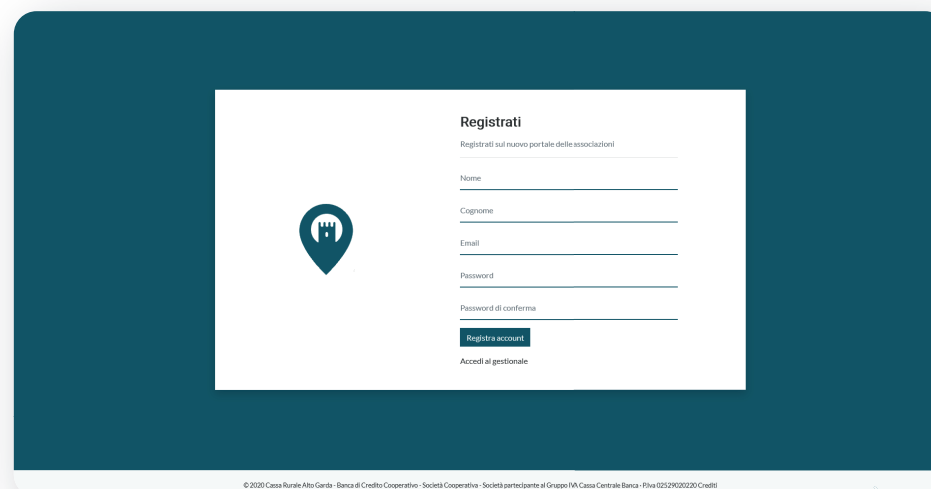 Registrati
Registrati sul nuovo portale delle associazioni
Nome
Cognome
Email
Password
Password di conferma
Registra account
Accedi al gestionale
© 2020 Cassa Rurale Alto Garda - Banca di Credito Cooperativo - Società Cooperativa - Società partecipante al Gruppo IVA Cassa Centrale Banca - P.Iva 02529020220 Crediti